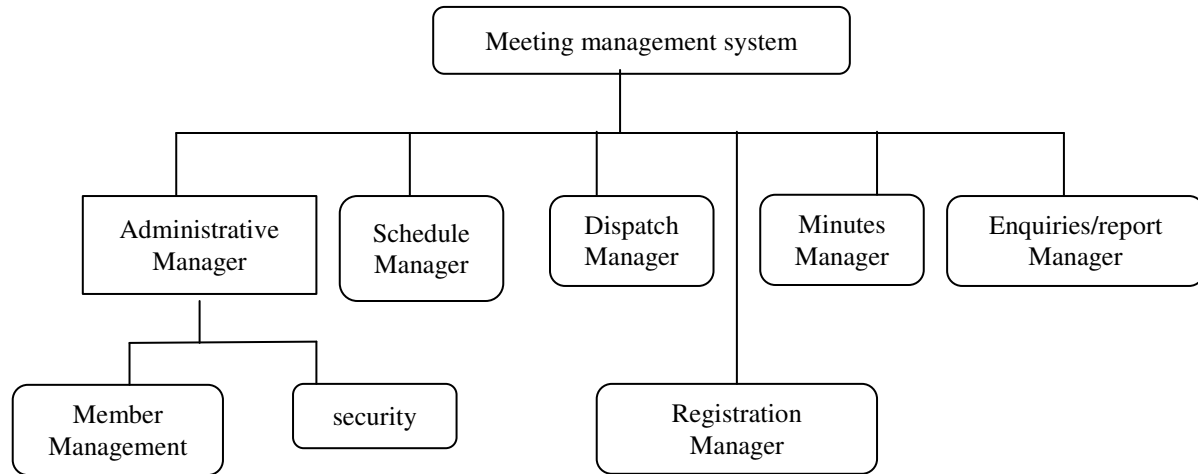 Meeting management system
Administrative
Manager
Schedule
Manager
Dispatch
Manager
Minutes
Manager
Enquiries/report
Manager
Member
Management
security
Registration
Manager